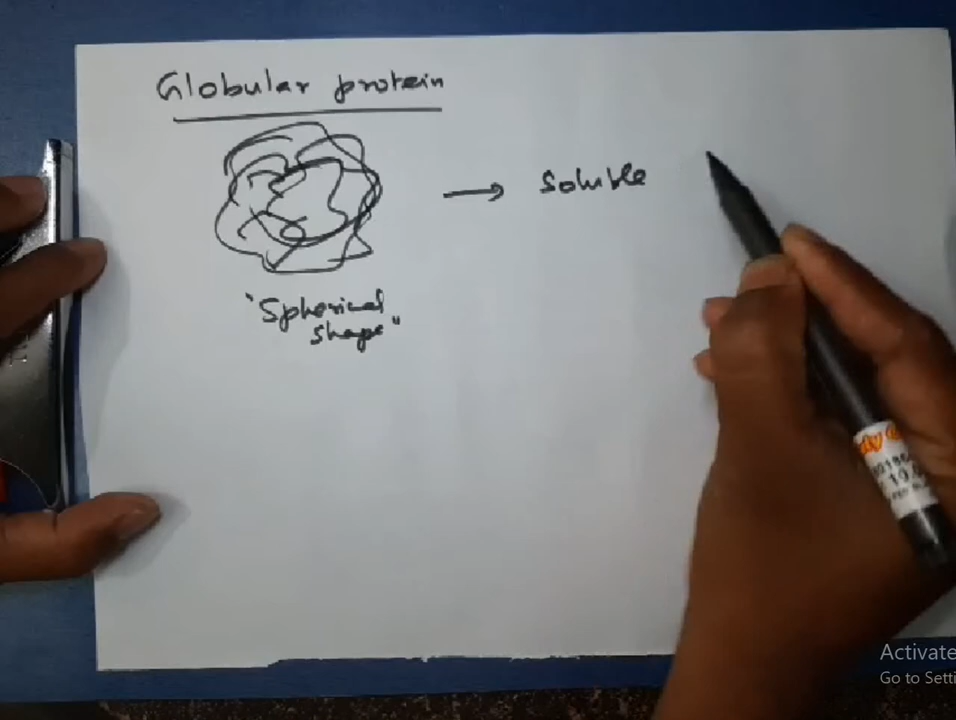 Globular protein
→ Soluble
"Spherical
shape"
Activate
Go to Setti